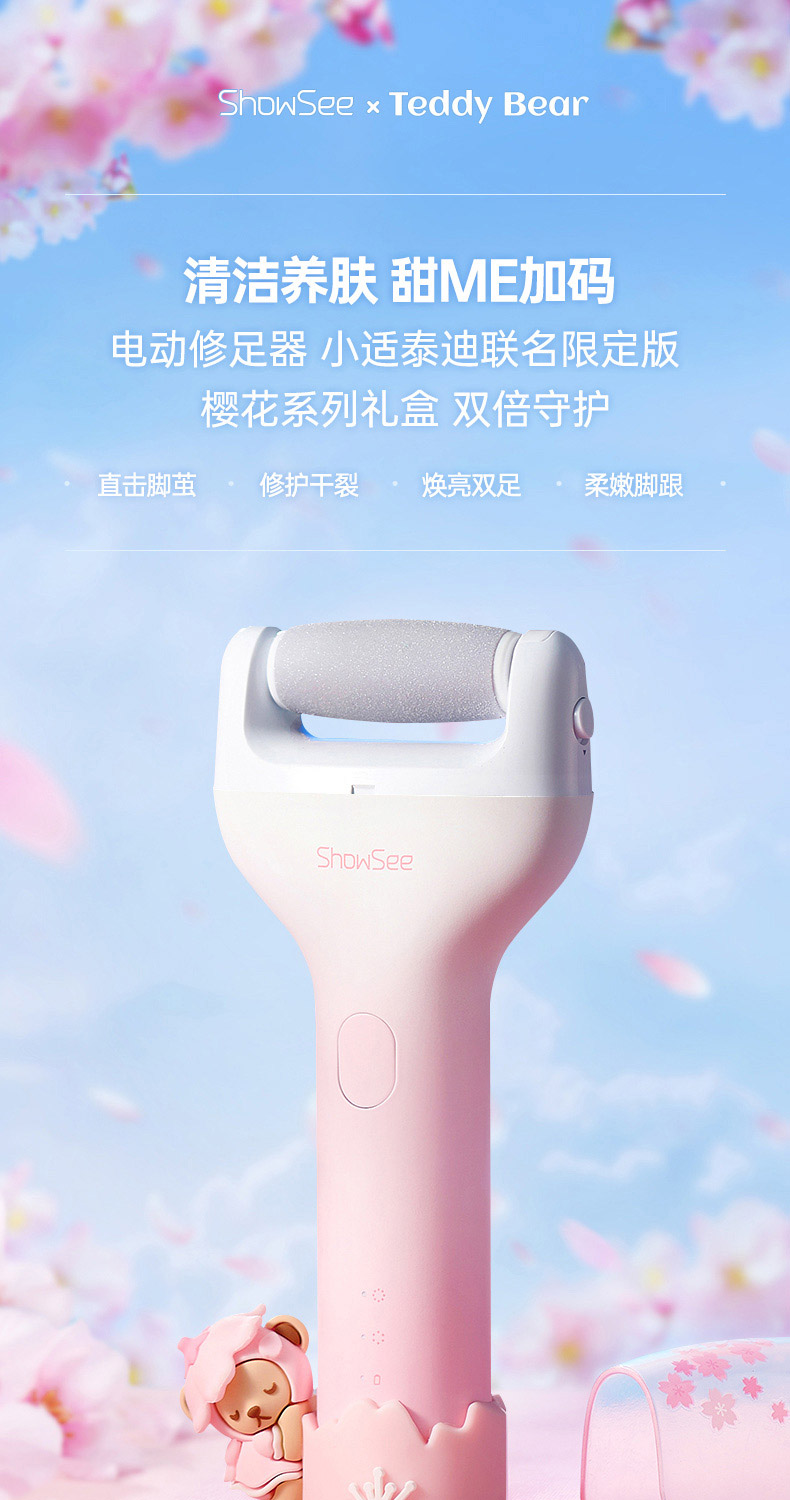 ShowSee × Teddy Bear
清洁养肤 甜ME加码
电动修足器 小适泰迪联名限定版
樱花系列礼盒 双倍守护
· 直击脚茧 · 修护干裂 · 焕亮双足 · 柔嫩脚跟 ·
ShowSee